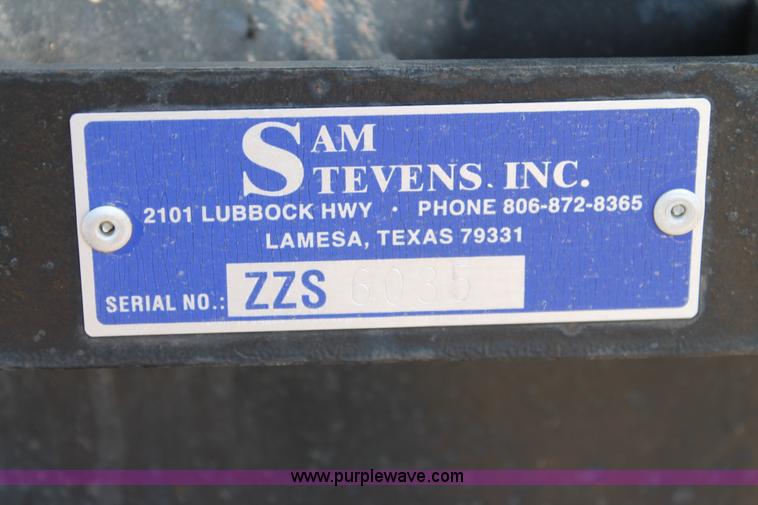 SAM
STEVENS, INC.
2101 LUBBOCK HWY · PHONE 806-872-8365
LAMESA, TEXAS 79331
SERIAL NO.: ZZS 6035
www.purplewave.com